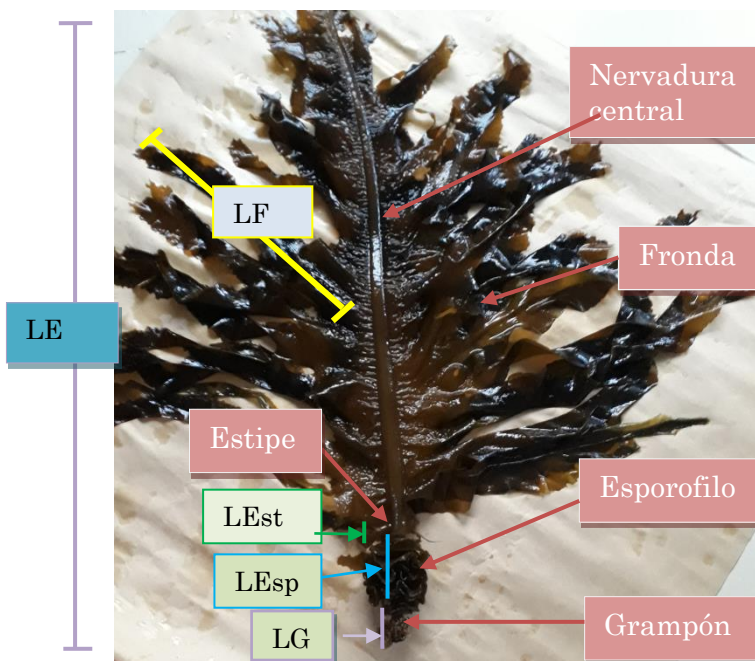 Nervadura
central
LF
Fronda
LE
Estipe
Esporofilo
LEst
LEsp
LG
Grampón